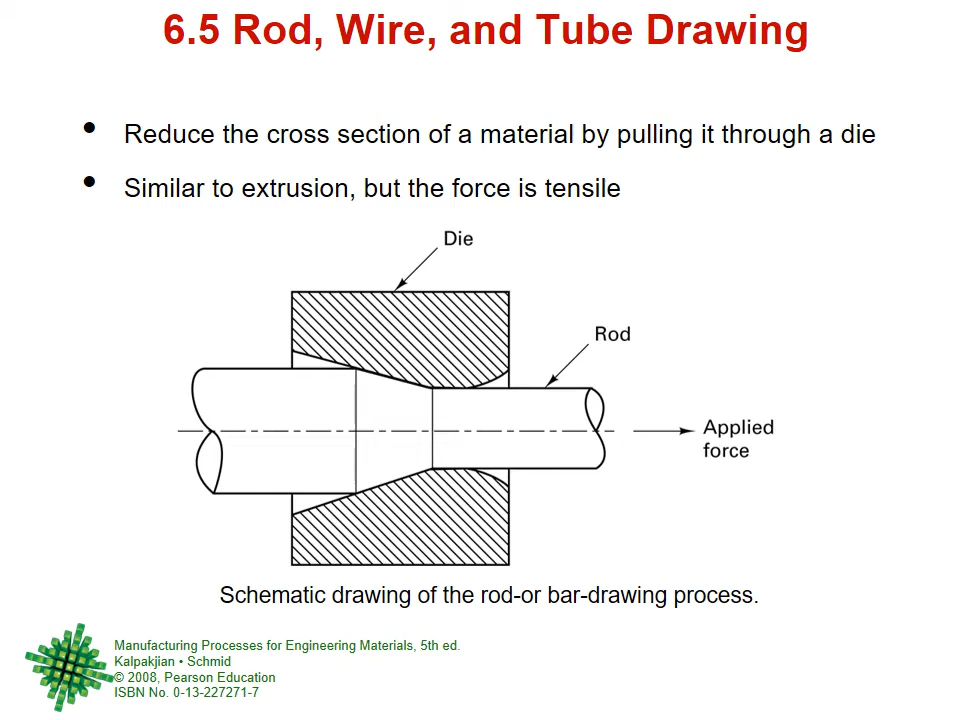 6.5 Rod, Wire, and Tube Drawing
• Reduce the cross section of a material by pulling it through a die
• Similar to extrusion, but the force is tensile
Die
Rod
Applied
force
Schematic drawing of the rod-or bar-drawing process.
Manufacturing Processes for Engineering Materials, 5th ed.
Kalpakjian • Schmid
© 2008, Pearson Education
ISBN No. 0-13-227271-7